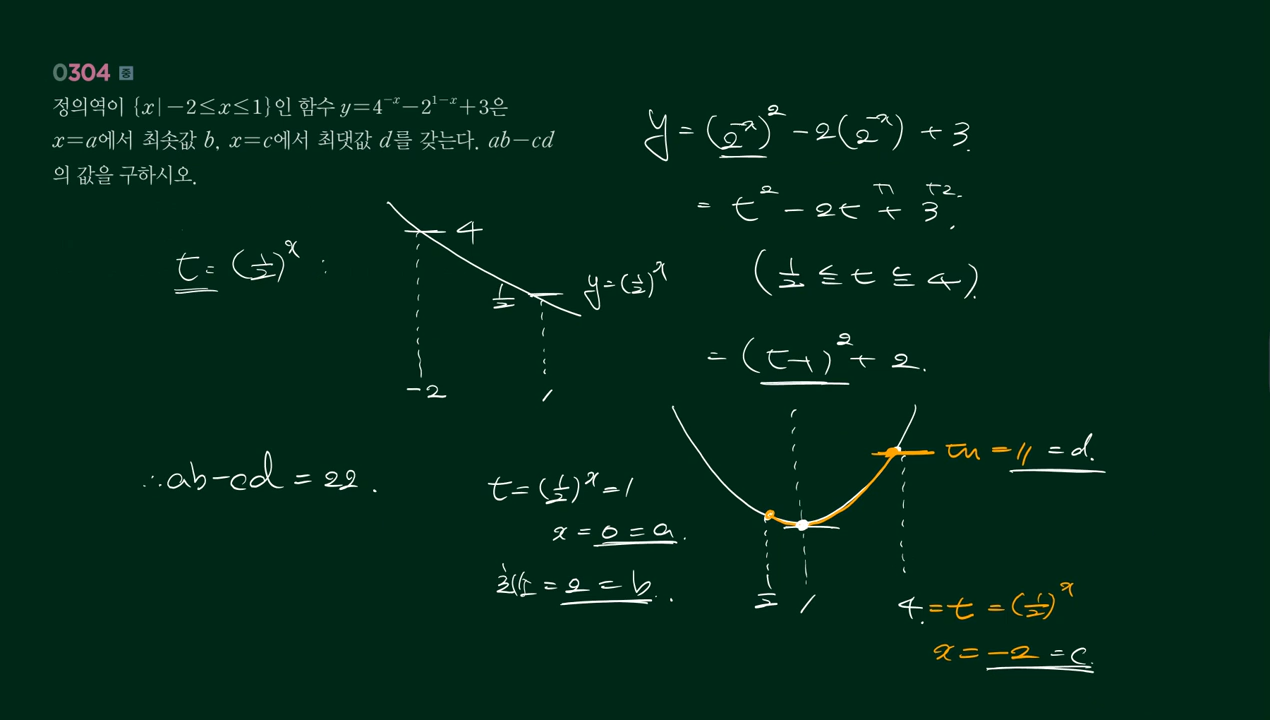 0304 중
정의역이 {x|-2≤x≤1}인 함수 y=4^{-x}-2^{1-x}+3은
x=a에서 최솟값 b, x=c에서 최댓값 d를 갖는다. ab-cd
의 값을 구하시오.
y = (2^{-x})^2 - 2(2^{-x}) + 3.
= t^2 - 2t + 3.
+1 +2.
(1/2 ≦ t ≦ 4).
= (t-1)^2 + 2.
t = (1/2)^x :
4
1/2
y=(1/2)^x
-2
1
= 11 = d.
1/2
1
4. = t = (1/2)^x
x = -2 = c.
t = (1/2)^x = 1
x = 0 = a.
= 2 = b.
∴ ab-cd = 22.